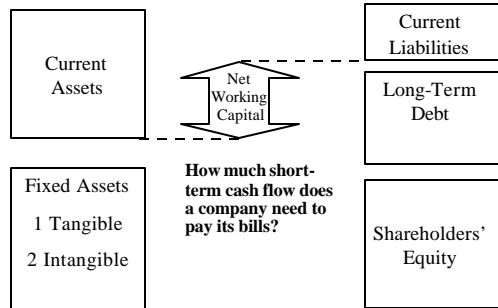 Current
Assets
Net
Working
Capital
Current
Liabilities
Long-Term
Debt
How much short-
term cash flow does
a company need to
pay its bills?
Fixed Assets
1 Tangible
2 Intangible
Shareholders’
Equity